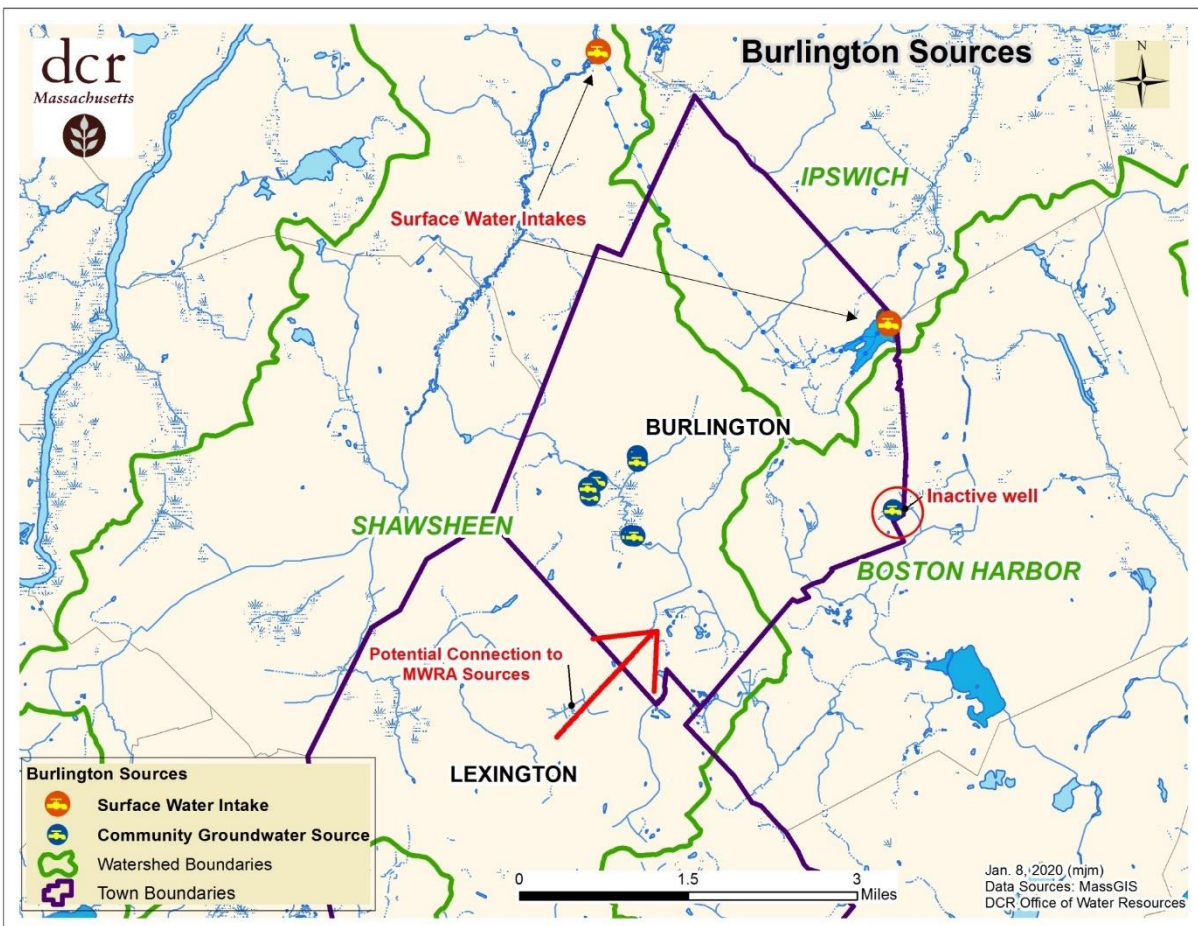 dcr
Massachusetts
Burlington Sources
N
IPSWICH
Surface Water Intakes
BURLINGTON
Inactive well
SHAWSHEEN
BOSTON HARBOR
Potential Connection to
MWRA Sources
LEXINGTON
Burlington Sources
Surface Water Intake
Community Groundwater Source
Watershed Boundaries
Town Boundaries
0 1.5 3
Miles
Jan. 8, 2020 (mjm)
Data Sources: MassGIS
DCR Office of Water Resources